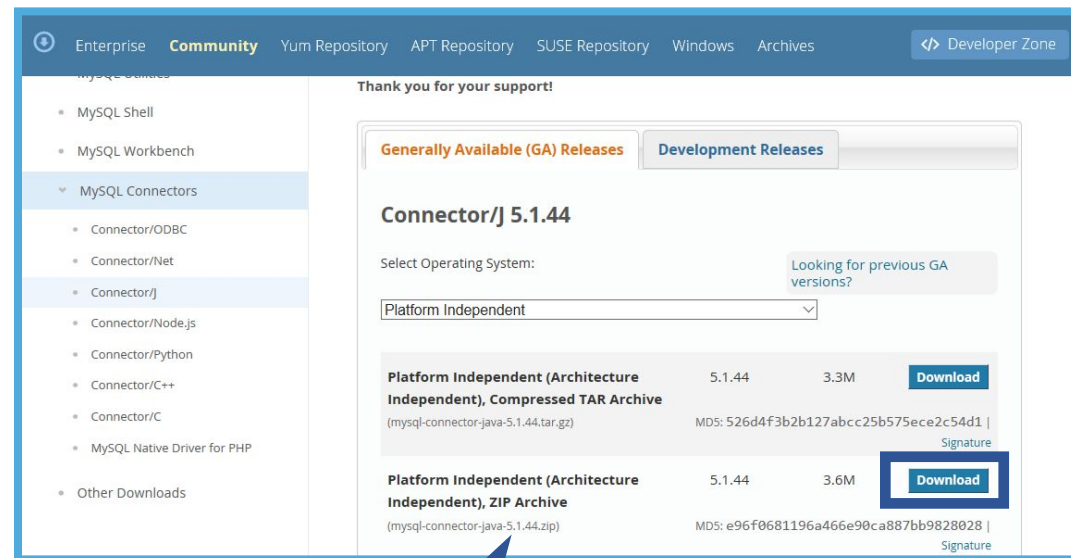 Enterprise Community Yum Repository APT Repository SUSE Repository Windows Archives </> Developer Zone
Thank you for your support!
MySQL Utilities
MySQL Shell
MySQL Workbench
MySQL Connectors
Connector/ODBC
Connector/Net
Connector/J
Connector/Node.js
Connector/Python
Connector/C++
Connector/C
MySQL Native Driver for PHP
Other Downloads
Generally Available (GA) Releases Development Releases
Connector/J 5.1.44
Select Operating System:
Looking for previous GA
versions?
Platform Independent
Platform Independent (Architecture 5.1.44 3.3M Download
Independent), Compressed TAR Archive
(mysql-connector-java-5.1.44.tar.gz) MD5: 526d4f3b2b127abcc25b575ece2c54d1 |
Signature
Platform Independent (Architecture 5.1.44 3.6M Download
Independent), ZIP Archive
(mysql-connector-java-5.1.44.zip) MD5: e96f0681196a466e90ca887bb9828028 |
Signature